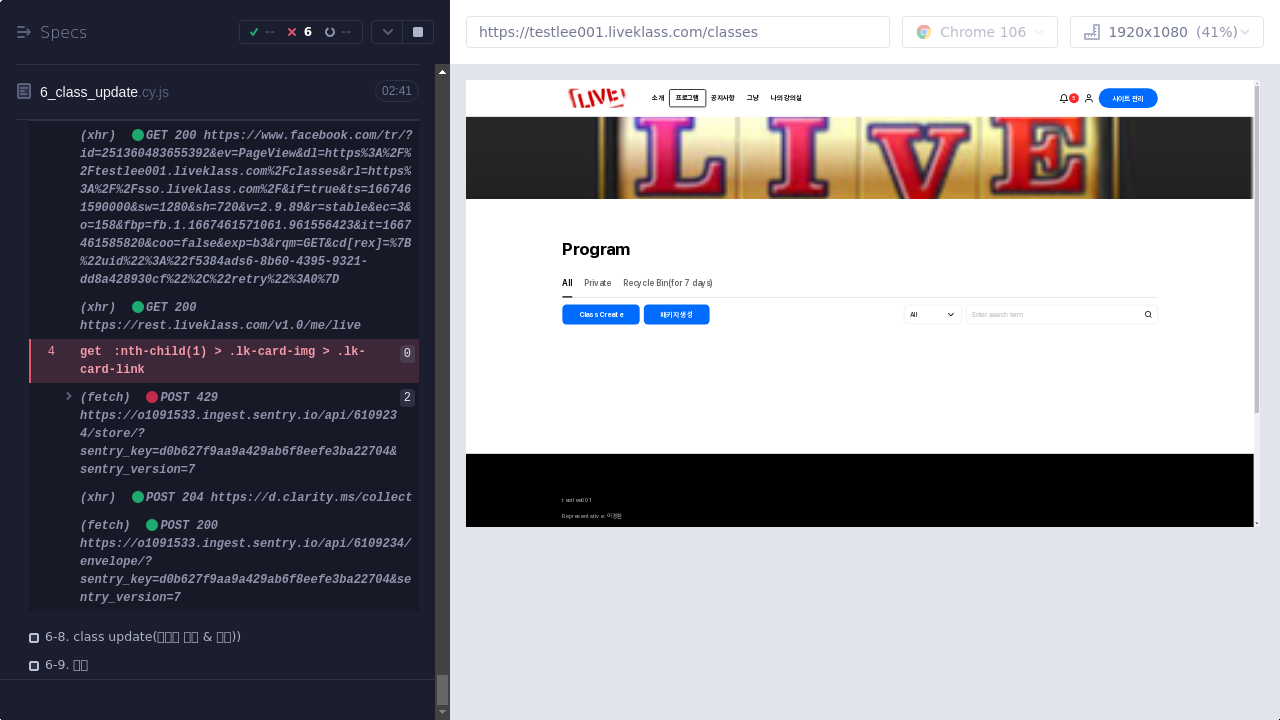 Specs
-- 6 --
6_class_update.cy.js 02:41
(xhr) GET 200 https://www.facebook.com/tr/?
id=251360483655392&ev=PageView&dl=https%3A%2F%
2Ftestlee001.liveklass.com%2Fclasses&rl=https%
3A%2F%2Fsso.liveklass.com%2F&if=true&ts=166746
1590000&sw=1280&sh=720&v=2.9.89&r=stable&ec=3&
o=158&fbp=fb.1.1667461571061.961556423&it=1667
461585820&coo=false&exp=b3&rqm=GET&cd[rex]=%7B
%22uid%22%3A%22f5384ads6-8b60-4395-9321-
dd8a428930cf%22%2C%22retry%22%3A0%7D
(xhr) GET 200
https://rest.liveklass.com/v1.0/me/live
4 get :nth-child(1) > .lk-card-img > .lk-
card-link 0
(fetch) POST 429 2
https://o1091533.ingest.sentry.io/api/610923
4/store/?
sentry_key=d0b627f9aa9a429ab6f8eefe3ba22704&
sentry_version=7
(xhr) POST 204 https://d.clarity.ms/collect
(fetch) POST 200
https://o1091533.ingest.sentry.io/api/6109234/
envelope/?
sentry_key=d0b627f9aa9a429ab6f8eefe3ba22704&se
ntry_version=7
6-8. class update( & ))
6-9.
https://testlee001.liveklass.com/classes
Chrome 106
1920x1080 (41%)
LIVE!
소개 프로그램 공지사항 그냥 나의 강의실
사이트 관리
LIVE
Program
All Private Recycle Bin(for 7 days)
Class Create 패키지 생성 All Enter search term
testlee001
Representative: 이경환